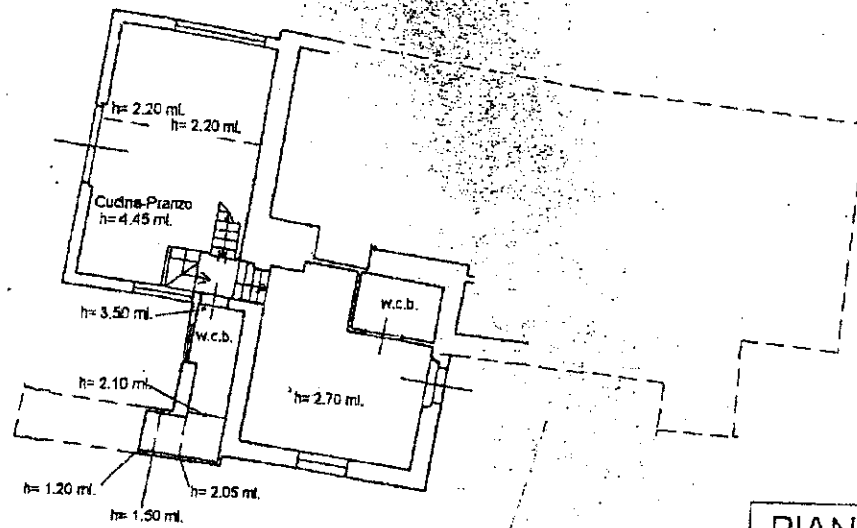 h= 2.20 ml.
h= 2.20 ml.
Cucina-Pranzo
h= 4.45 ml.
h= 3.50 ml.
w.c.b.
w.c.b.
h= 2.10 ml.
h= 2.70 ml.
h= 1.20 ml.
h= 2.05 ml.
h= 1.50 ml.
PIAN